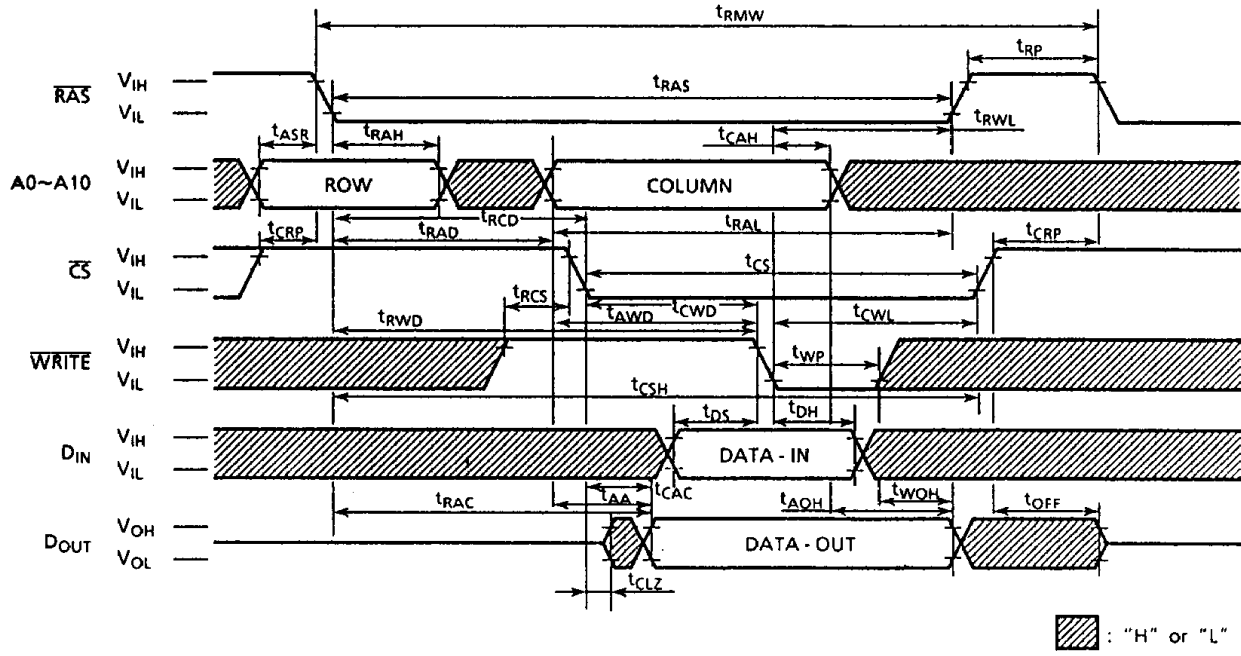 tRMW
tRP
RAS
VIH
VIL
tRAS
tRWL
tASR
tRAH
tCAH
A0~A10
VIH
VIL
ROW
COLUMN
tRCD
tCRP
tRAD
tRAL
tCRP
CS
VIH
VIL
tCS
tRCS
tCWD
tRWD
tAWD
tCWL
WRITE
VIH
VIL
tWP
tCSH
tDS
tDH
DIN
VIH
VIL
DATA - IN
tCAC
tRAC
tAA
tAOH
tWOH
tOFF
DOUT
VOH
VOL
DATA - OUT
tCLZ
: "H" or "L"